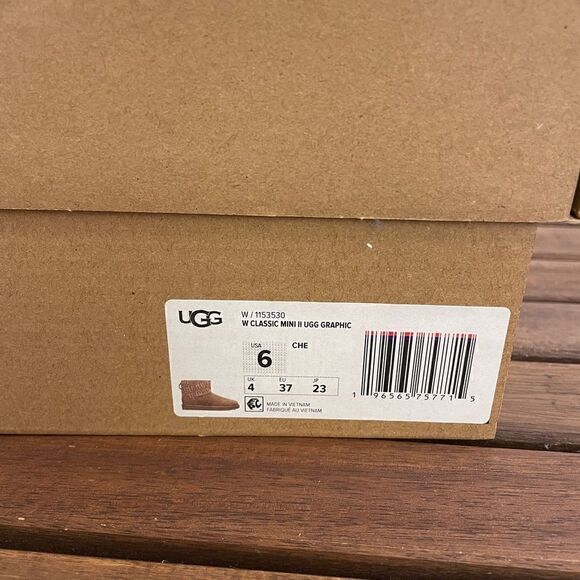 UGG
W / 1153530
W CLASSIC MINI II UGG GRAPHIC
USA
6
CHE
UK EU JP
4 37 23
MADE IN VIETNAM
FABRIQUÉ AU VIETNAM
1 96565 75771 5